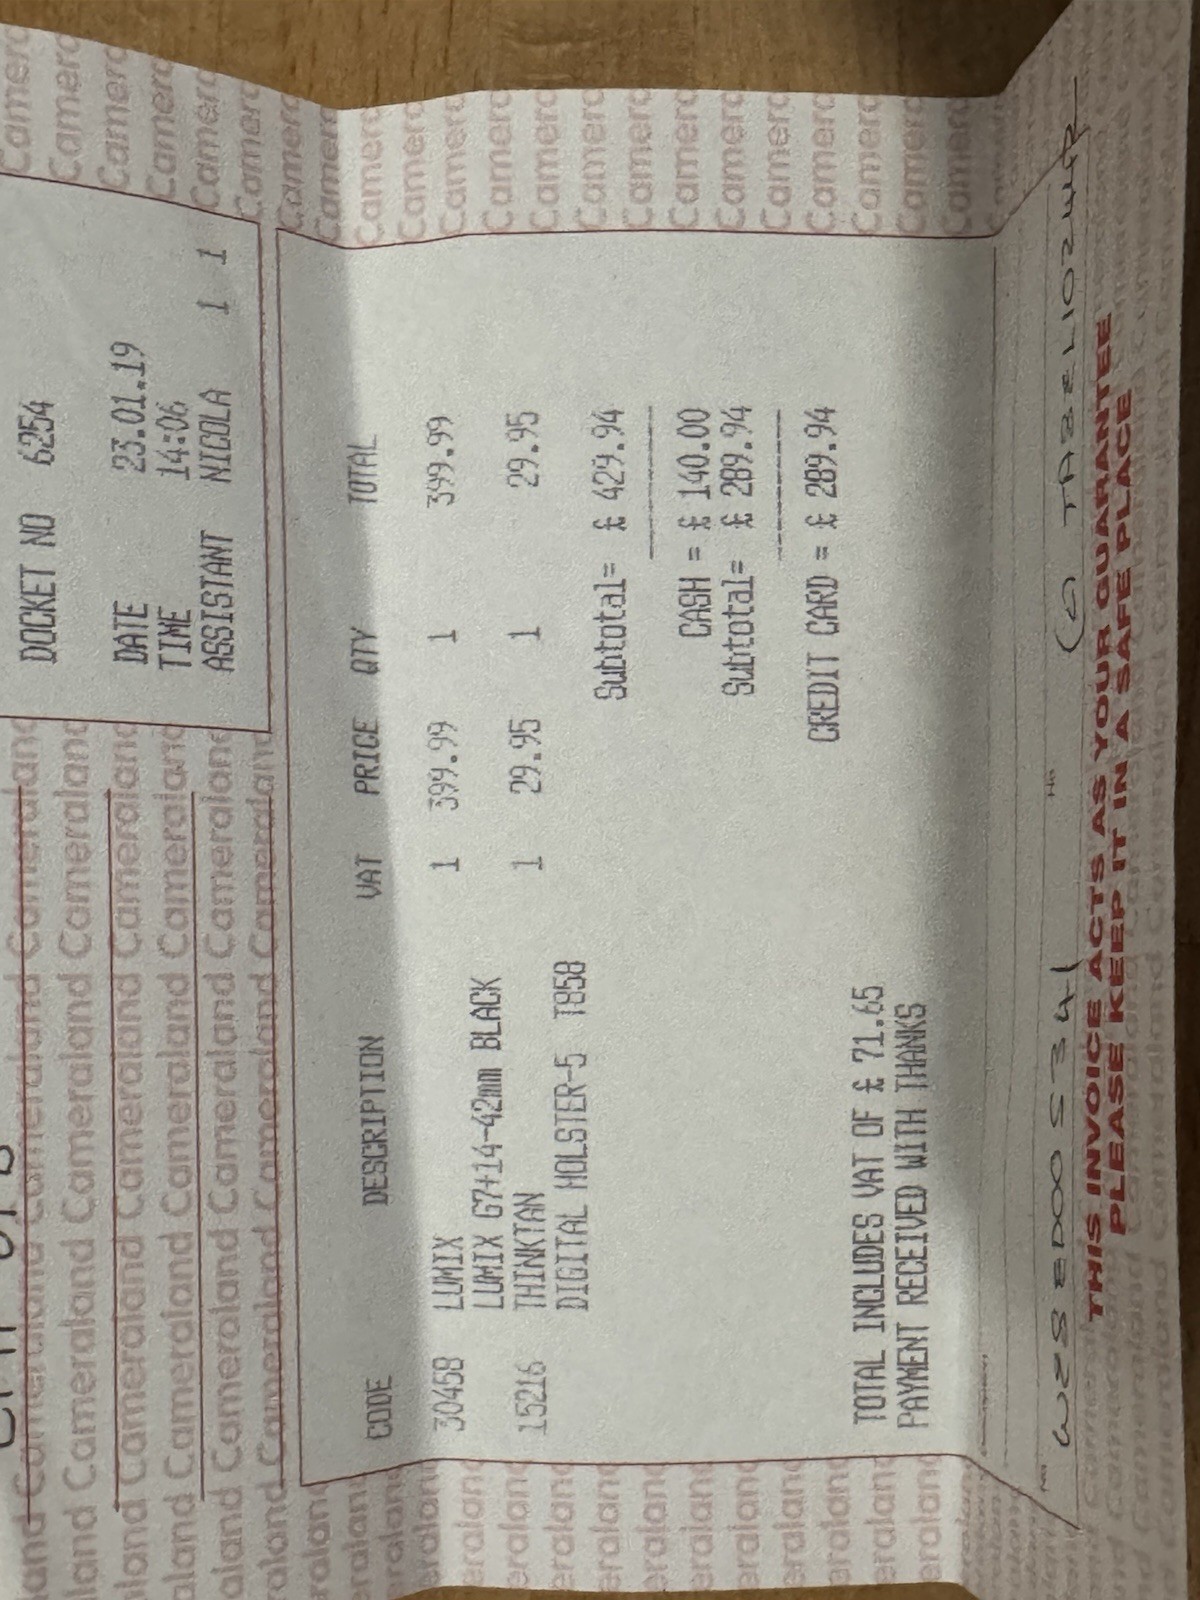 DOCKET NO 6254
DATE 23.01.19
TIME 14:06
ASSISTANT NICOLA 1 1
CODE DESCRIPTION VAT PRICE QTY TOTAL
30458 LUMIX 1 399.99 1 399.99
LUMIX G7+14-42mm BLACK
15216 THINKTAN 1 29.95 1 29.95
DIGITAL HOLSTER-5 T858
Subtotal= £ 429.94
CASH = £ 140.00
Subtotal= £ 289.94
CREDIT CARD = £ 289.94
TOTAL INCLUDES VAT OF £ 71.65
PAYMENT RECEIVED WITH THANKS
No
THIS INVOICE ACTS AS YOUR GUARANTEE
PLEASE KEEP IT IN A SAFE PLACE
Cameraland Cameraland